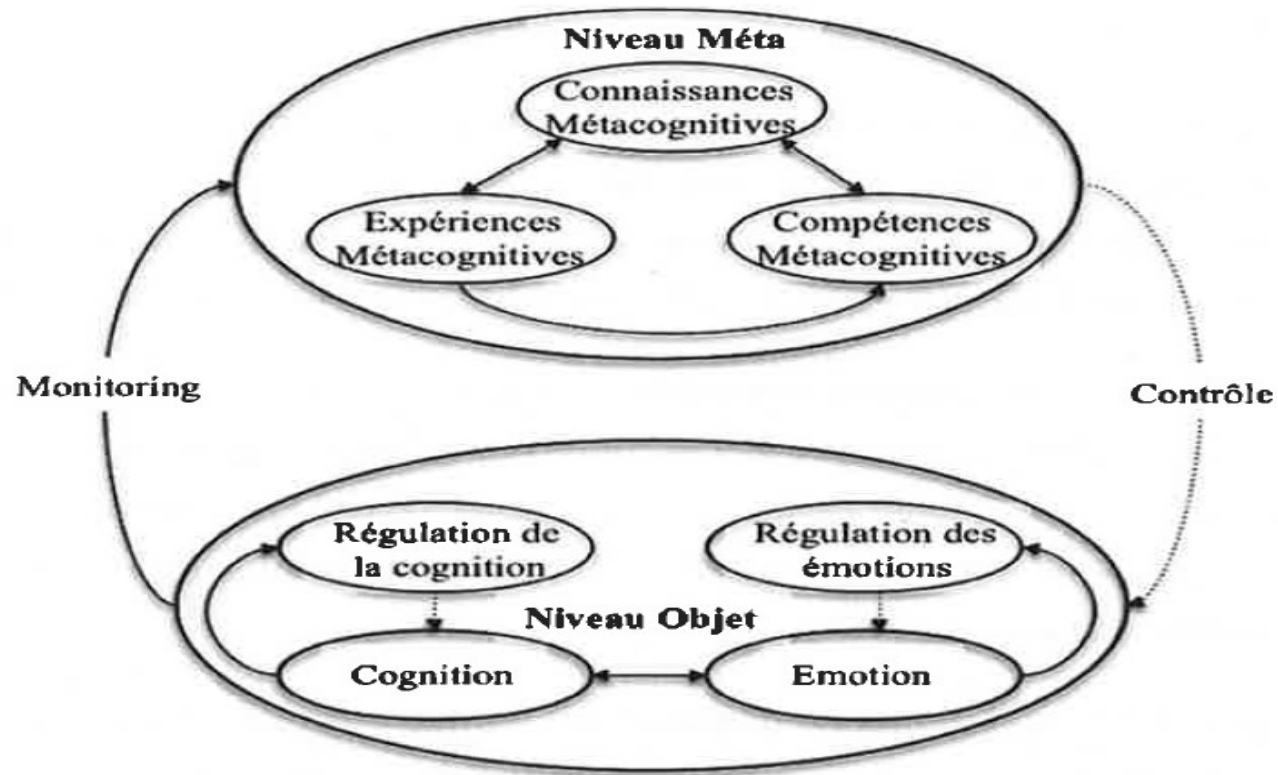 Niveau Méta
Connaissances
Métacognitives
Expériences
Métacognitives
Compétences
Métacognitives
Monitoring
Contrôle
Régulation de
la cognition
Régulation des
émotions
Niveau Objet
Cognition
Emotion